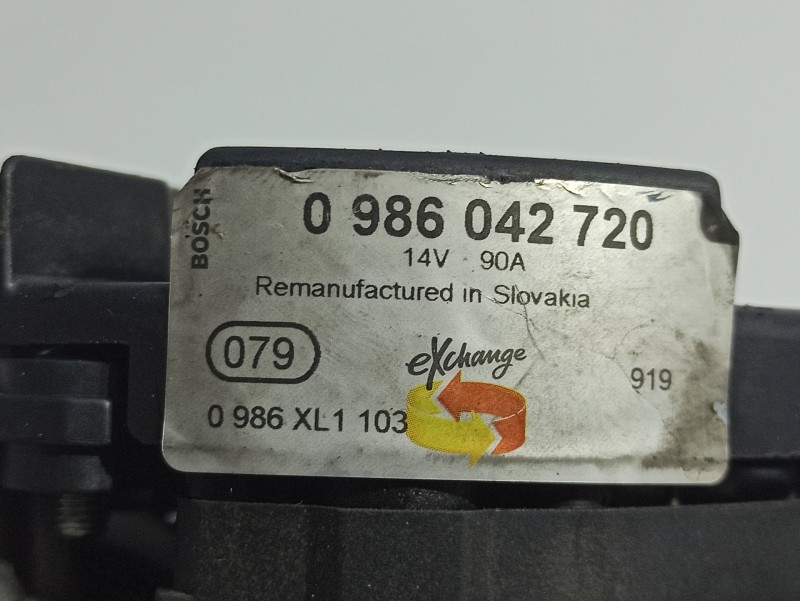 BOSCH
0 986 042 720
14V 90A
Remanufactured in Slovakia
079
eXchange
919
0 986 XL1 103